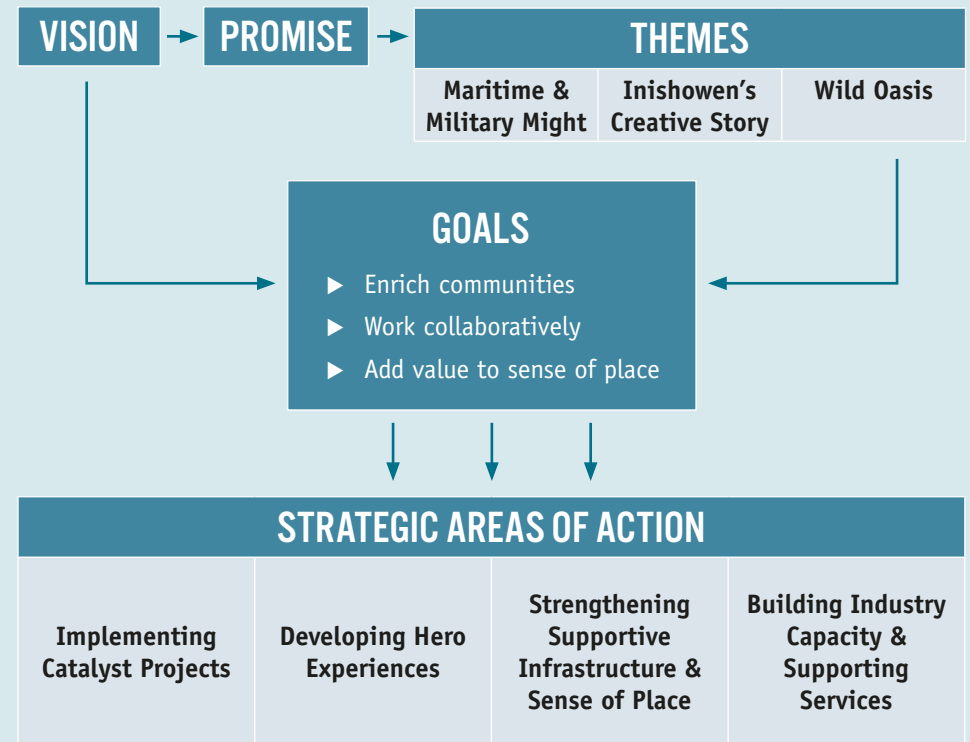 VISION
PROMISE
THEMES
Maritime &
Military Might
Inishowen's
Creative Story
Wild Oasis
GOALS
Enrich communities
Work collaboratively
Add value to sense of place
STRATEGIC AREAS OF ACTION
Implementing
Catalyst Projects
Developing Hero
Experiences
Strengthening
Supportive
Infrastructure &
Sense of Place
Building Industry
Capacity &
Supporting
Services